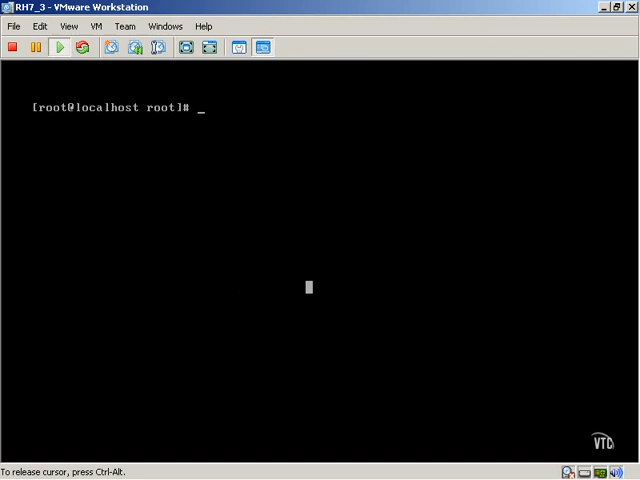 RH7_3 - VMware Workstation
File Edit View VM Team Windows Help
[root@localhost root]# _
VTC
To release cursor, press Ctrl-Alt.